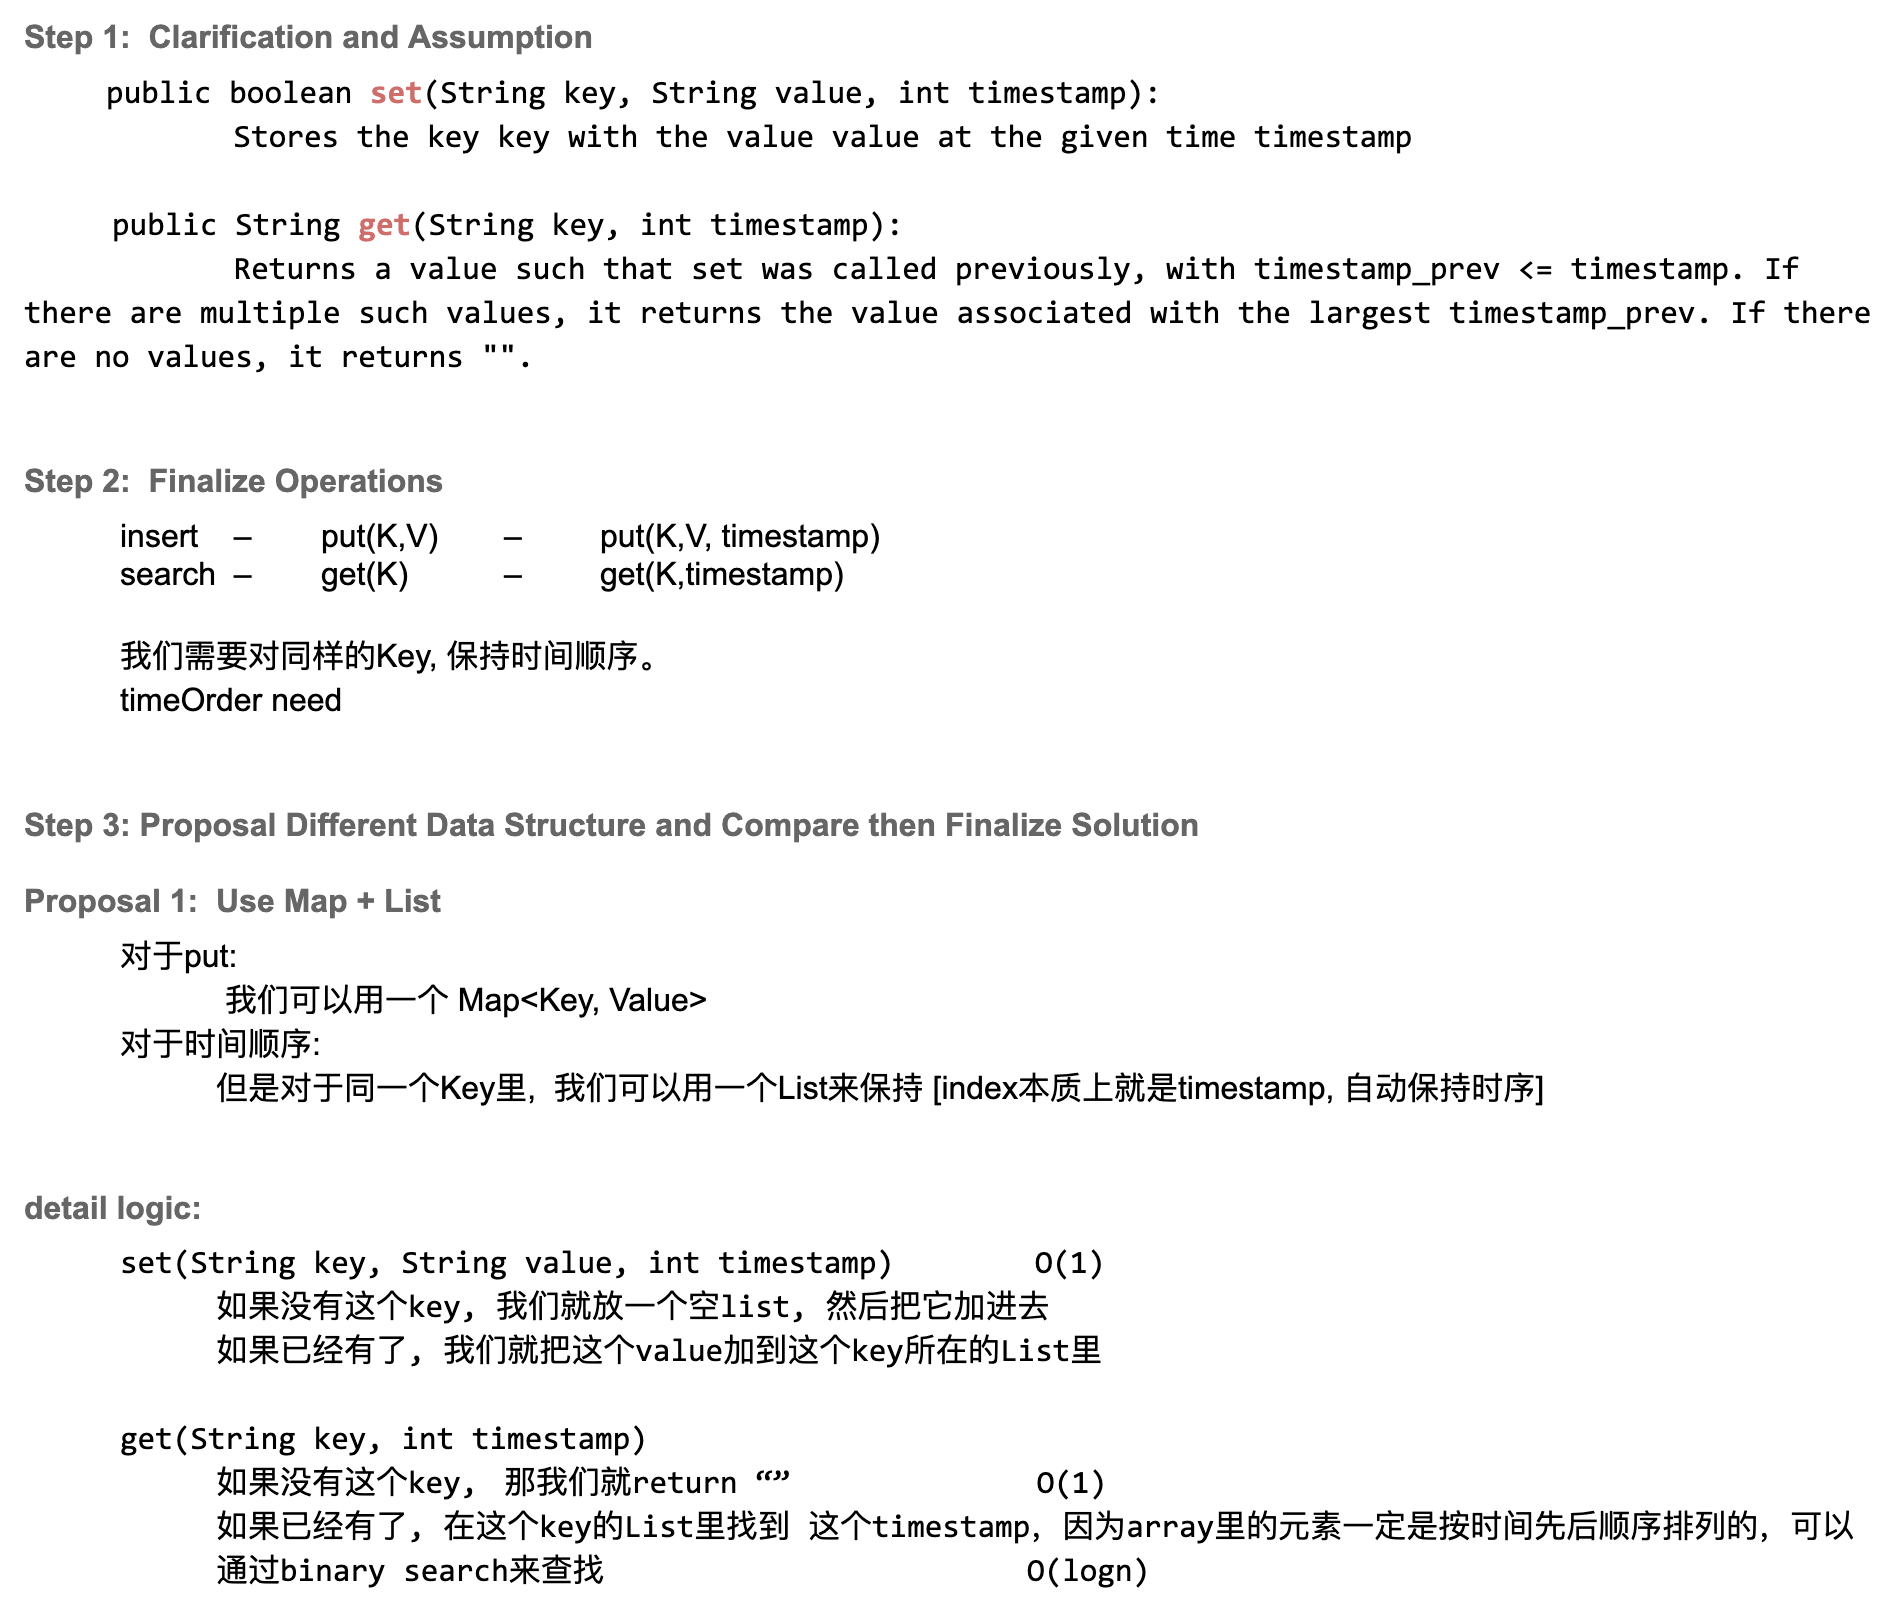 Step 1:  Clarification and Assumption
public boolean set(String key, String value, int timestamp):
Stores the key key with the value value at the given time timestamp
public String get(String key, int timestamp):
Returns a value such that set was called previously, with timestamp_prev <= timestamp. If
there are multiple such values, it returns the value associated with the largest timestamp_prev. If there
are no values, it returns "".
Step 2:  Finalize Operations
insert – put(K,V) – put(K,V, timestamp)
search – get(K) – get(K,timestamp)
我们需要对同样的Key, 保持时间顺序。
timeOrder need
Step 3: Proposal Different Data Structure and Compare then Finalize Solution
Proposal 1:  Use Map + List
对于put:
我们可以用一个 Map<Key, Value>
对于时间顺序:
但是对于同一个Key里, 我们可以用一个List来保持 [index本质上就是timestamp, 自动保持时序]
detail logic:
set(String key, String value, int timestamp) O(1)
如果没有这个key, 我们就放一个空list, 然后把它加进去
如果已经有了, 我们就把这个value加到这个key所在的List里
get(String key, int timestamp)
如果没有这个key, 那我们就return “” O(1)
如果已经有了, 在这个key的List里找到 这个timestamp, 因为array里的元素一定是按时间先后顺序排列的, 可以
通过binary search来查找 O(logn)